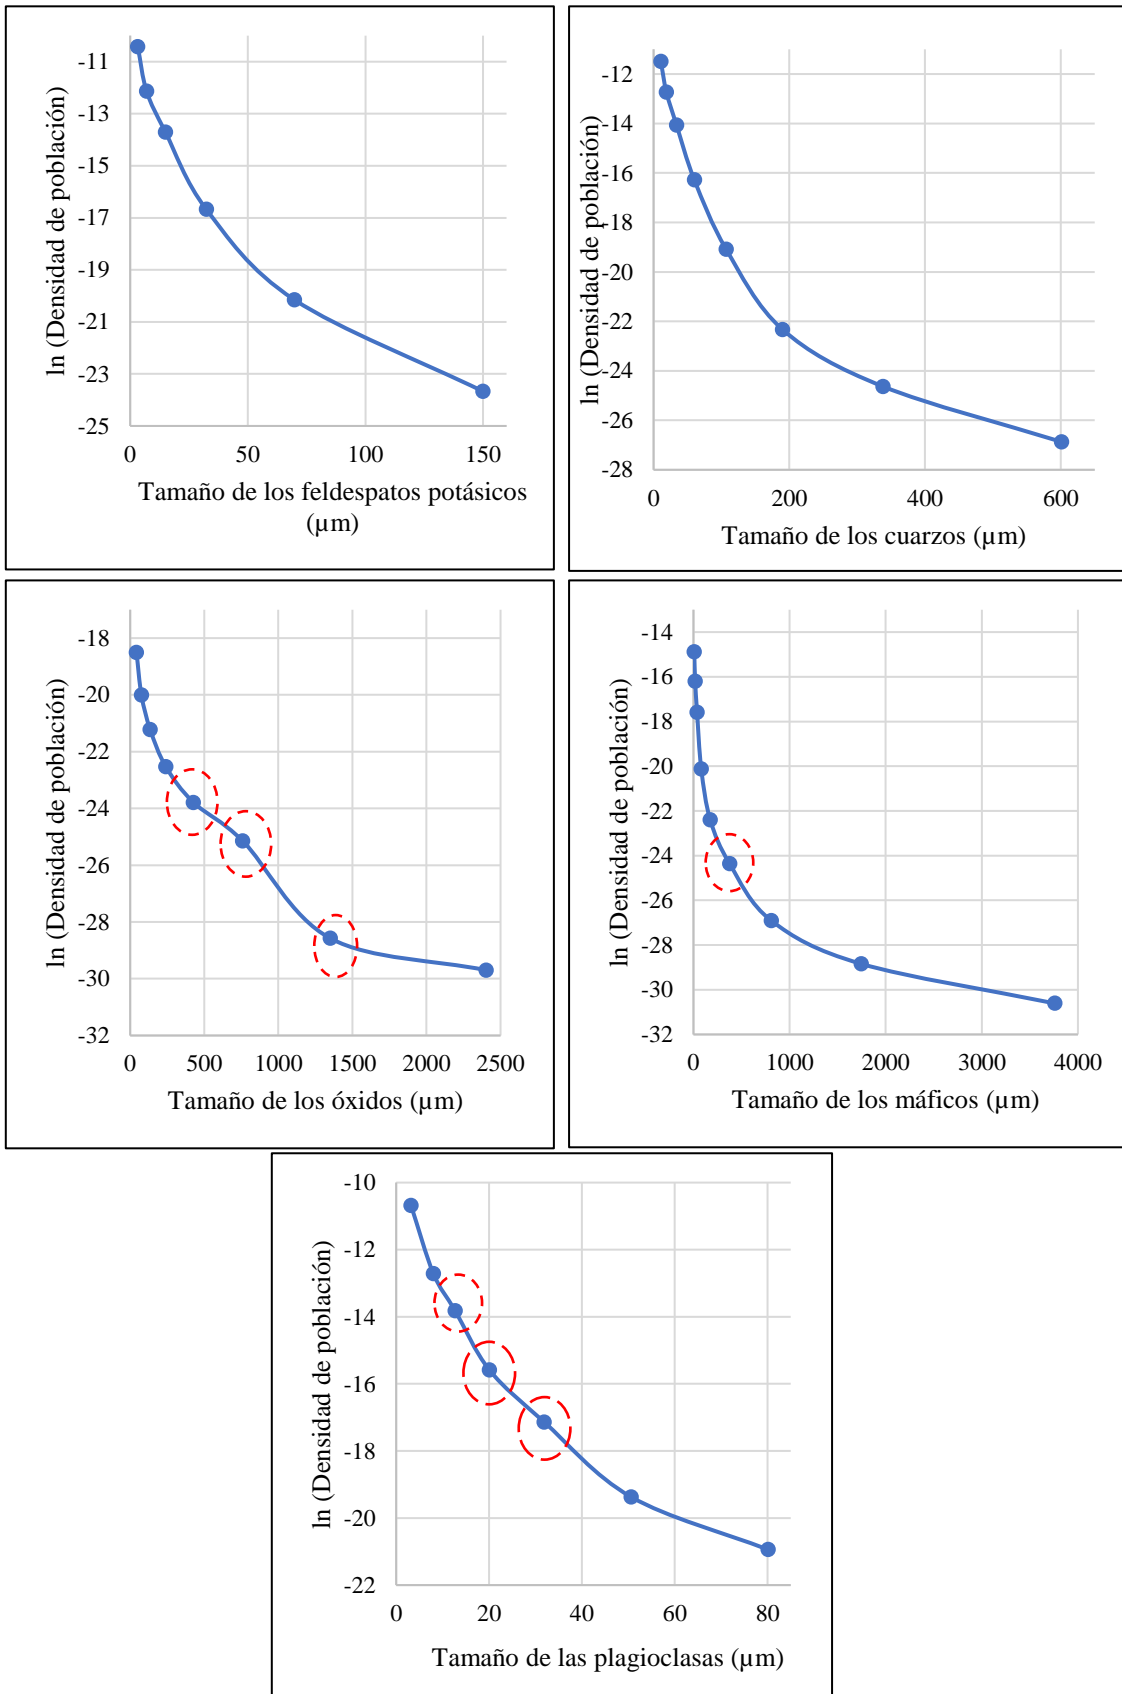 ln (Densidad de población)
-11
-13
-15
-17
-19
-21
-23
-25
0 50 100 150
Tamaño de los feldespatos potásicos
(µm)
ln (Densidad de población)
-12
-14
-16
-18
-20
-22
-24
-26
-28
0 200 400 600
Tamaño de los cuarzos (µm)
ln (Densidad de población)
-18
-20
-22
-24
-26
-28
-30
-32
0 500 1000 1500 2000 2500
Tamaño de los óxidos (µm)
ln (Densidad de población)
-14
-16
-18
-20
-22
-24
-26
-28
-30
-32
0 1000 2000 3000 4000
Tamaño de los máficos (µm)
ln (Densidad de población)
-10
-12
-14
-16
-18
-20
-22
0 20 40 60 80
Tamaño de las plagioclasas (µm)